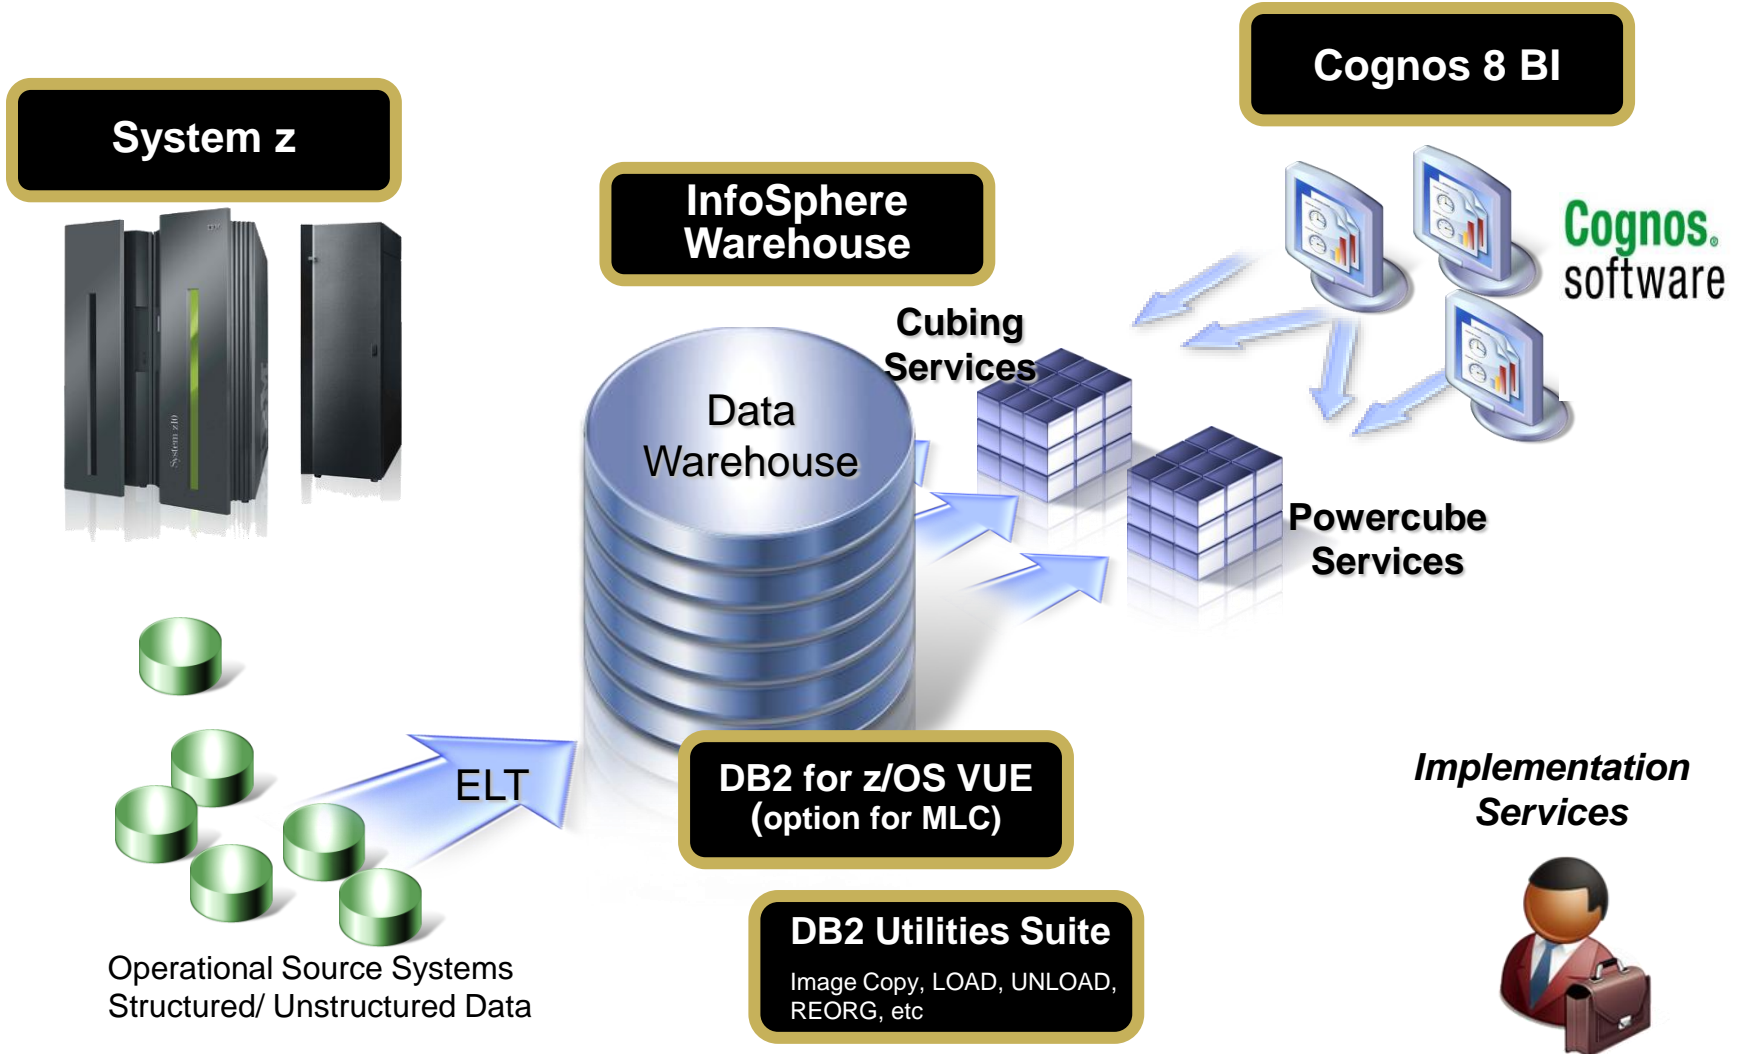 Cognos 8 BI
System z
InfoSphere
Warehouse
Cognos®
software
Cubing
Services
Data
Warehouse
System z10
Powercube
Services
ELT
DB2 for z/OS VUE
(option for MLC)
Implementation
Services
DB2 Utilities Suite
Image Copy, LOAD, UNLOAD,
REORG, etc
Operational Source Systems
Structured/ Unstructured Data